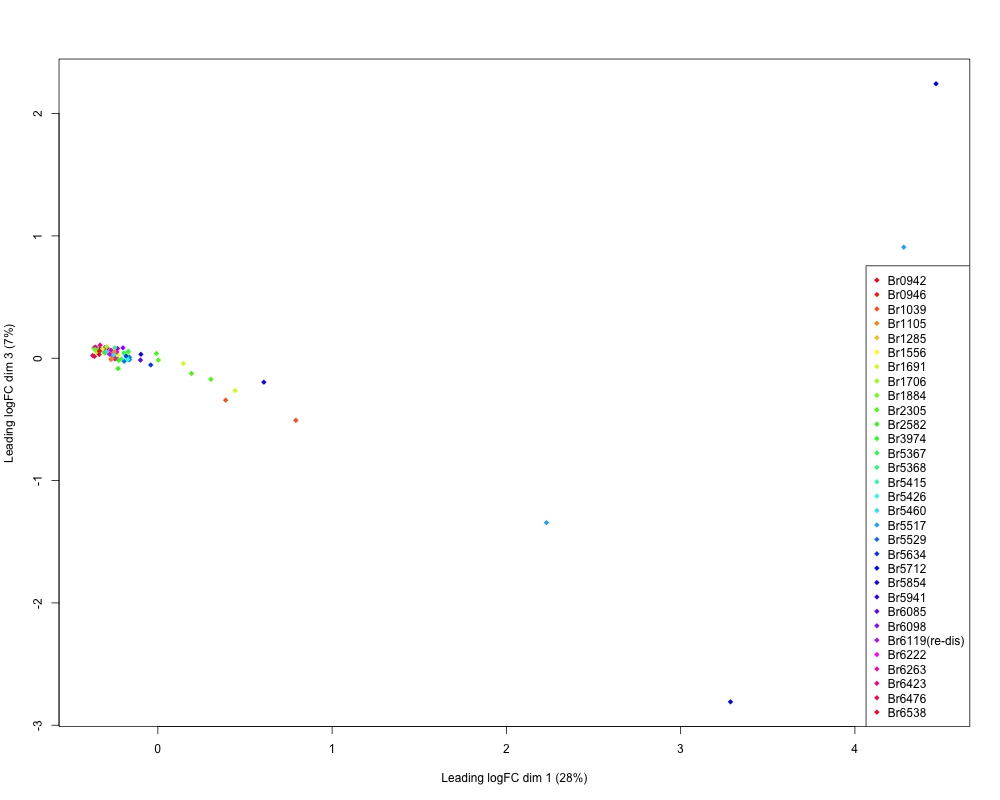 2
1
0
-1
-2
-3
Leading logFC dim 3 (7%)
Br0942
Br0946
Br1039
Br1105
Br1285
Br1556
Br1691
Br1706
Br1884
Br2305
Br2582
Br3974
Br5367
Br5368
Br5415
Br5426
Br5460
Br5517
Br5529
Br5634
Br5712
Br5854
Br5941
Br6085
Br6098
Br6119(re-dis)
Br6222
Br6263
Br6423
Br6476
Br6538
0 1 2 3 4
Leading logFC dim 1 (28%)